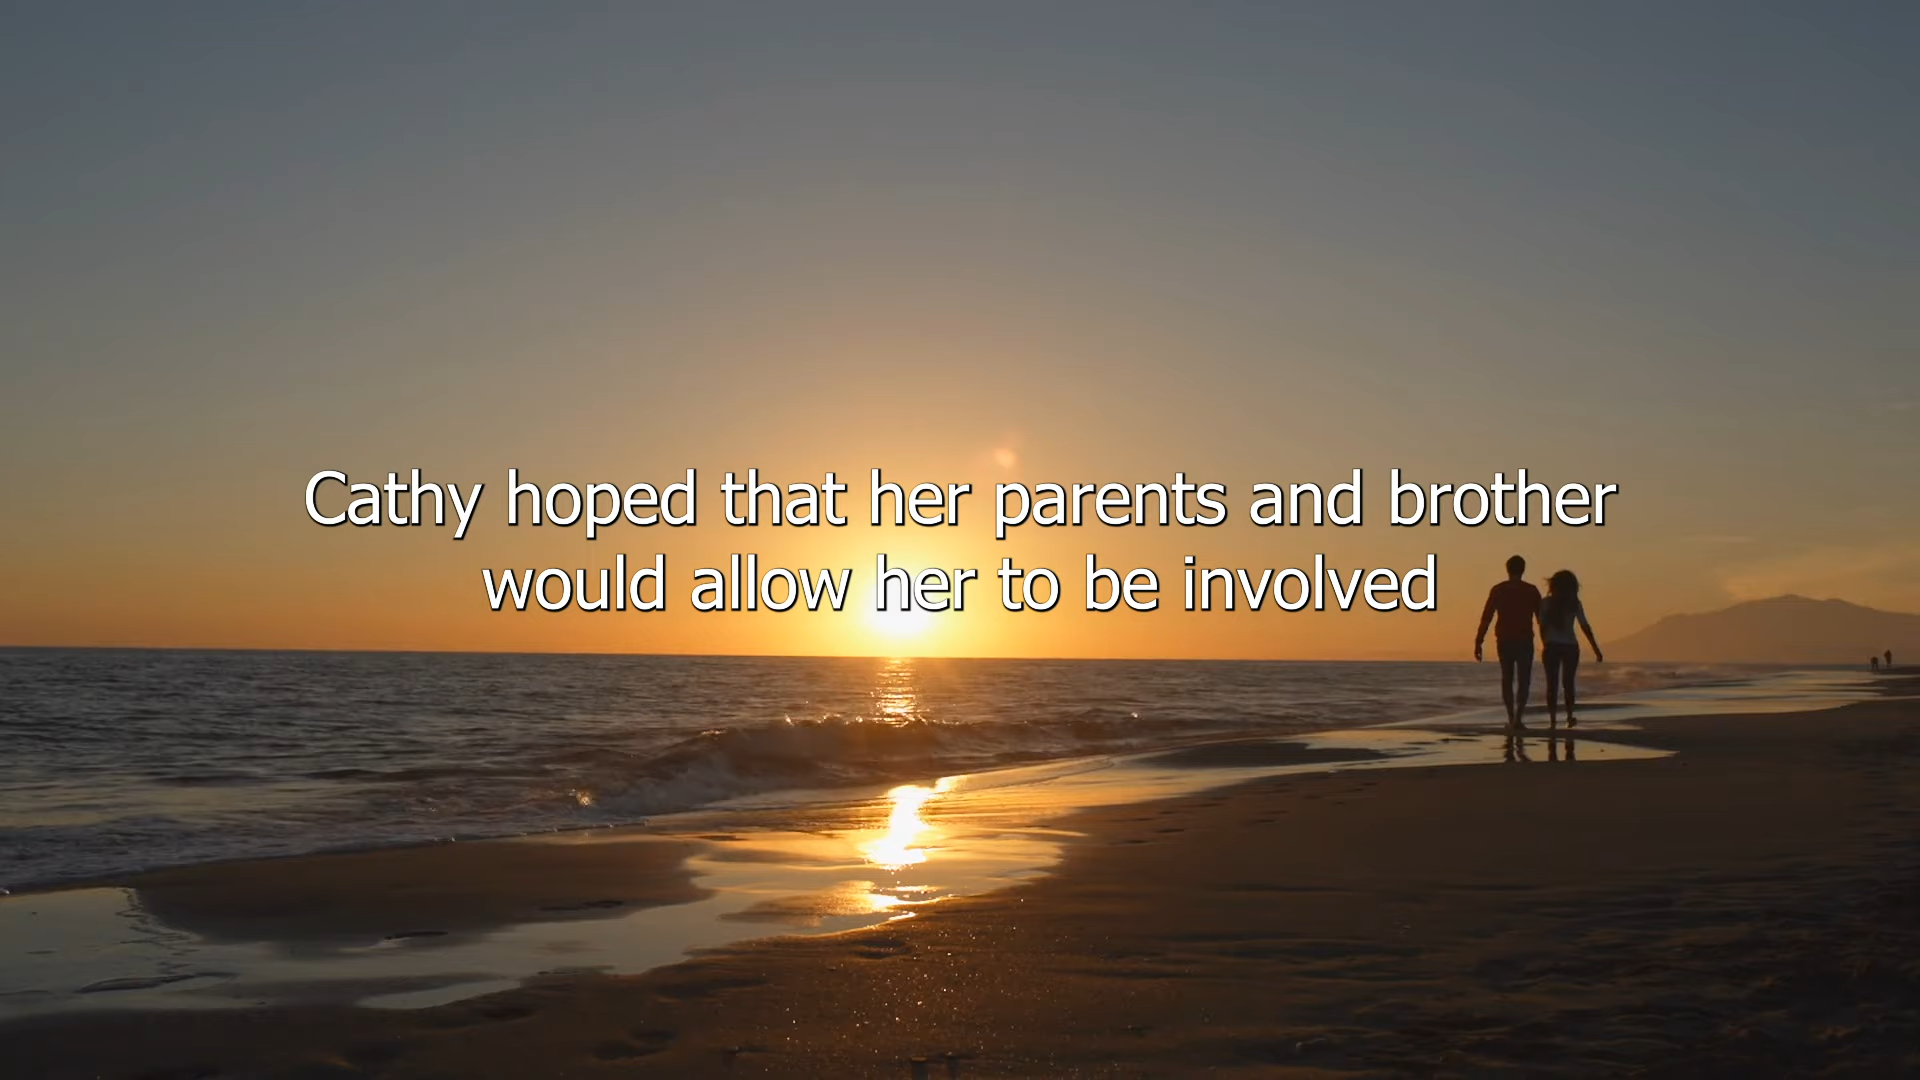 Cathy hoped that her parents and brother
would allow her to be involved